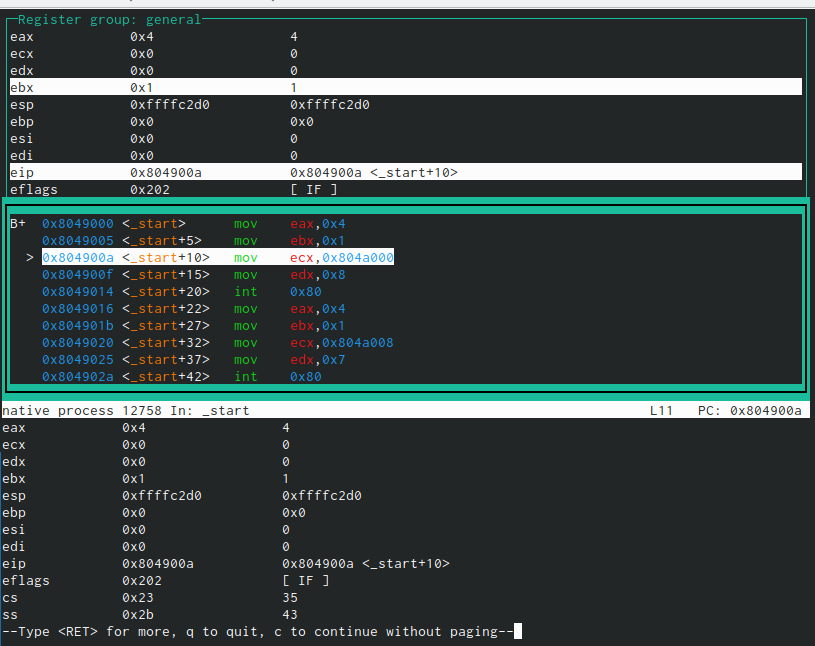 Register group: general
eax 0x4 4
ecx 0x0 0
edx 0x0 0
ebx 0x1 1
esp 0xffffc2d0 0xffffc2d0
ebp 0x0 0x0
esi 0x0 0
edi 0x0 0
eip 0x804900a 0x804900a <_start+10>
eflags 0x202 [ IF ]
B+ 0x8049000 <_start> mov eax,0x4
0x8049005 <_start+5> mov ebx,0x1
> 0x804900a <_start+10> mov ecx,0x804a000
0x804900f <_start+15> mov edx,0x8
0x8049014 <_start+20> int 0x80
0x8049016 <_start+22> mov eax,0x4
0x804901b <_start+27> mov ebx,0x1
0x8049020 <_start+32> mov ecx,0x804a008
0x8049025 <_start+37> mov edx,0x7
0x804902a <_start+42> int 0x80
native process 12758 In: _start L11 PC: 0x804900a
eax 0x4 4
ecx 0x0 0
edx 0x0 0
ebx 0x1 1
esp 0xffffc2d0 0xffffc2d0
ebp 0x0 0x0
esi 0x0 0
edi 0x0 0
eip 0x804900a 0x804900a <_start+10>
eflags 0x202 [ IF ]
cs 0x23 35
ss 0x2b 43
--Type <RET> for more, q to quit, c to continue without paging--